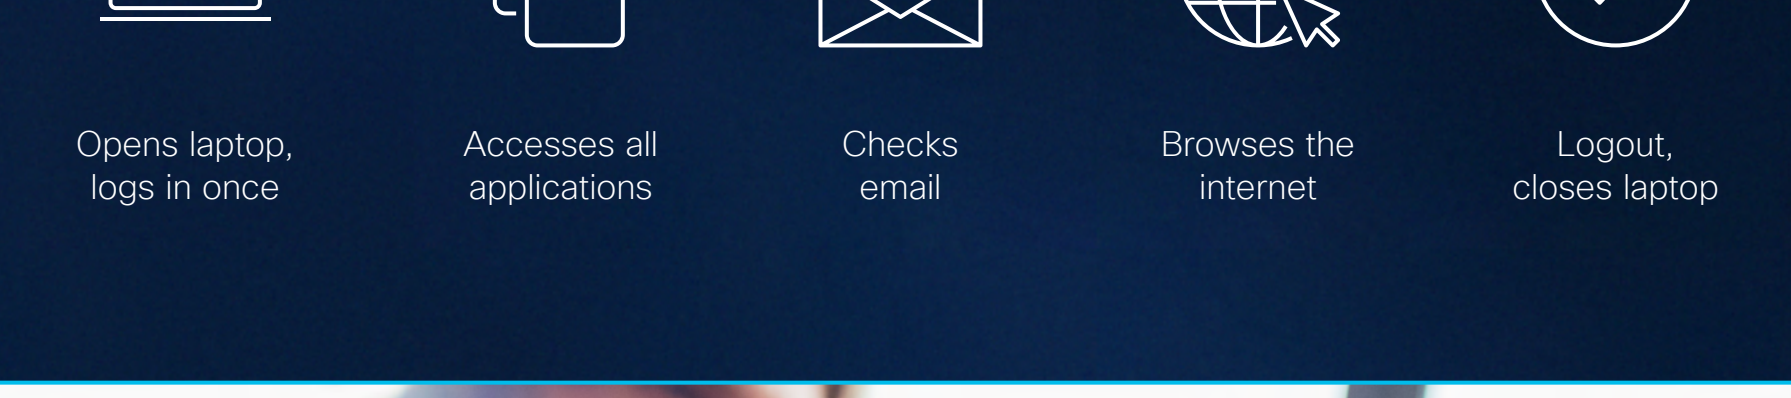 Opens laptop,
logs in once
Accesses all
applications
Checks
email
Browses the
internet
Logout,
closes laptop